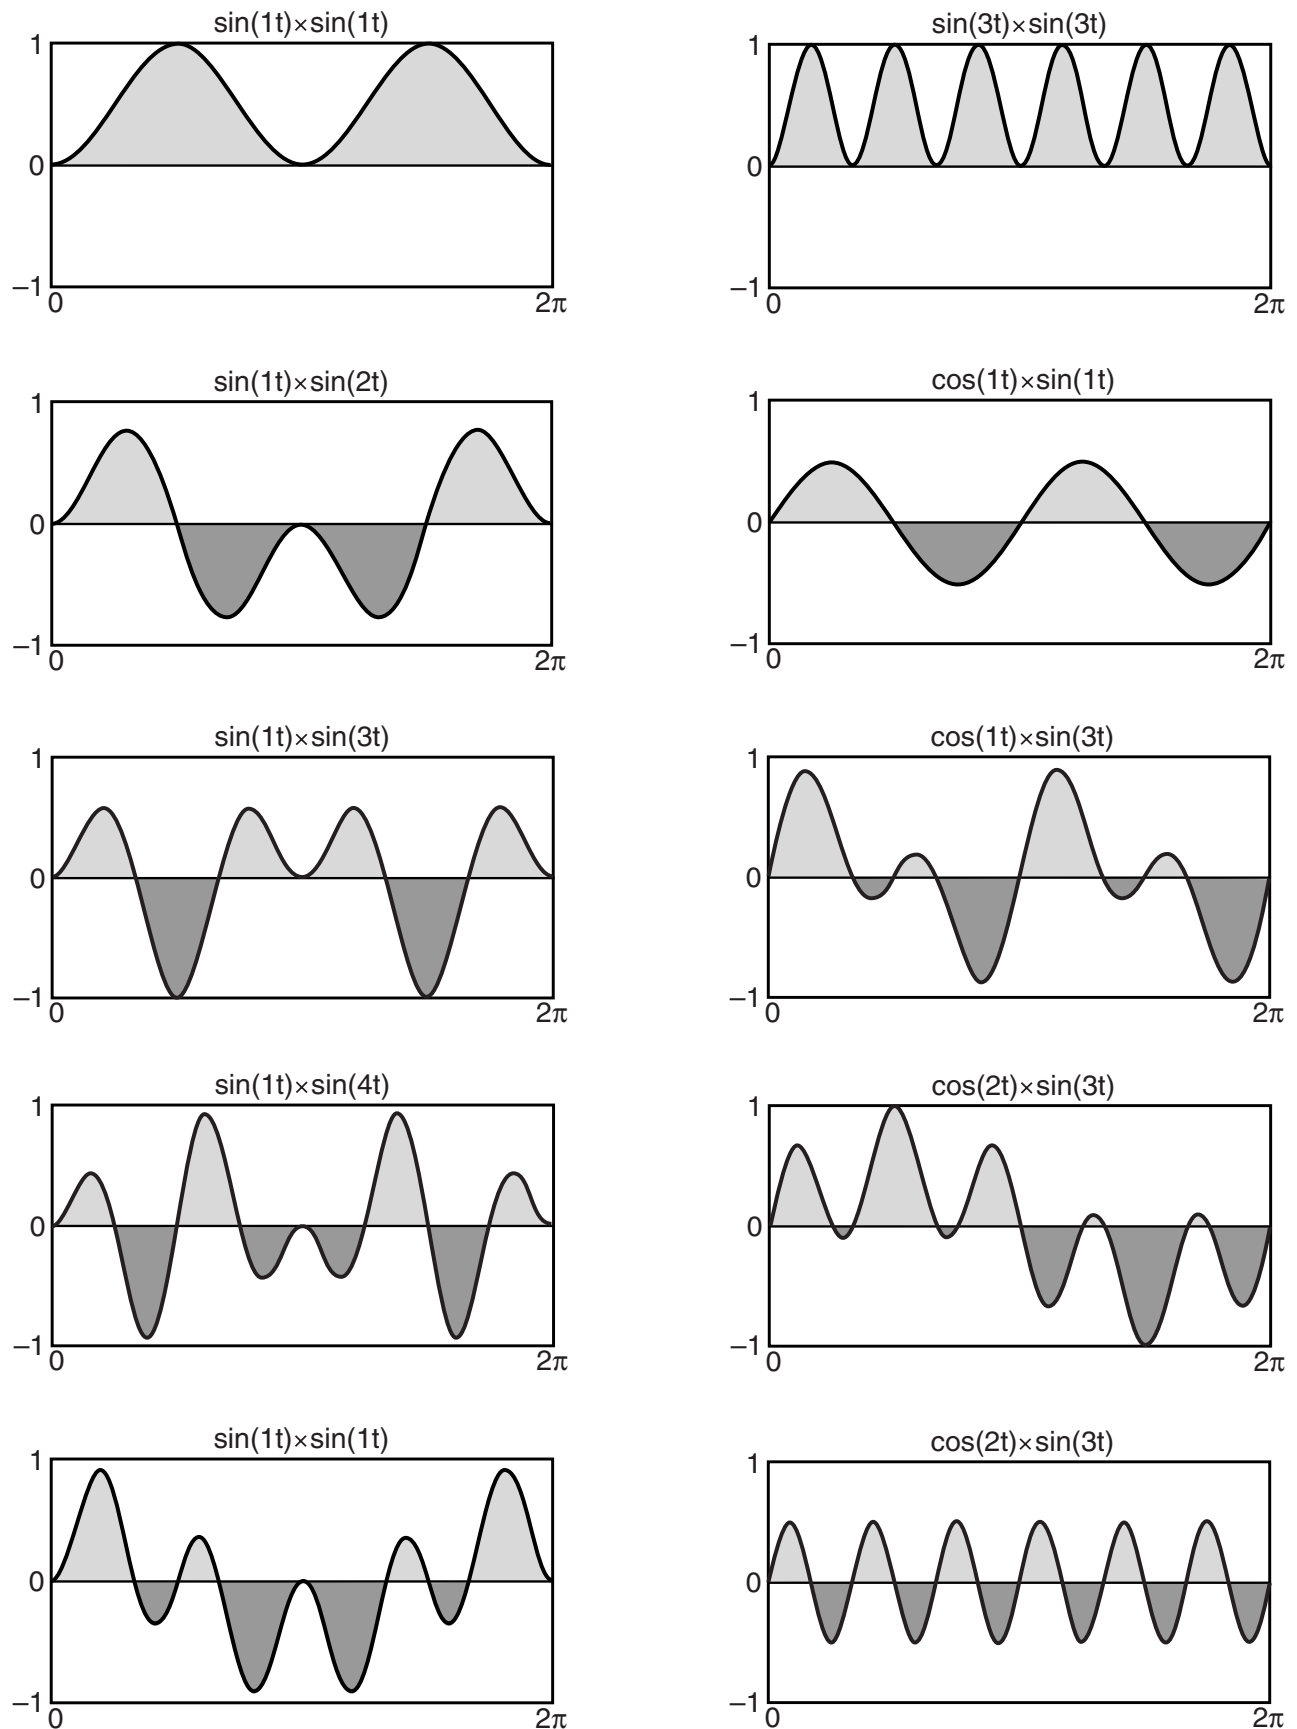 sin(1t)×sin(1t)
1
0
–1
0 2π
sin(3t)×sin(3t)
1
0
–1
0 2π
sin(1t)×sin(2t)
1
0
–1
0 2π
cos(1t)×sin(1t)
1
0
–1
0 2π
sin(1t)×sin(3t)
1
0
–1
0 2π
cos(1t)×sin(3t)
1
0
–1
0 2π
sin(1t)×sin(4t)
1
0
–1
0 2π
cos(2t)×sin(3t)
1
0
–1
0 2π
sin(1t)×sin(1t)
1
0
–1
0 2π
cos(2t)×sin(3t)
1
0
–1
0 2π